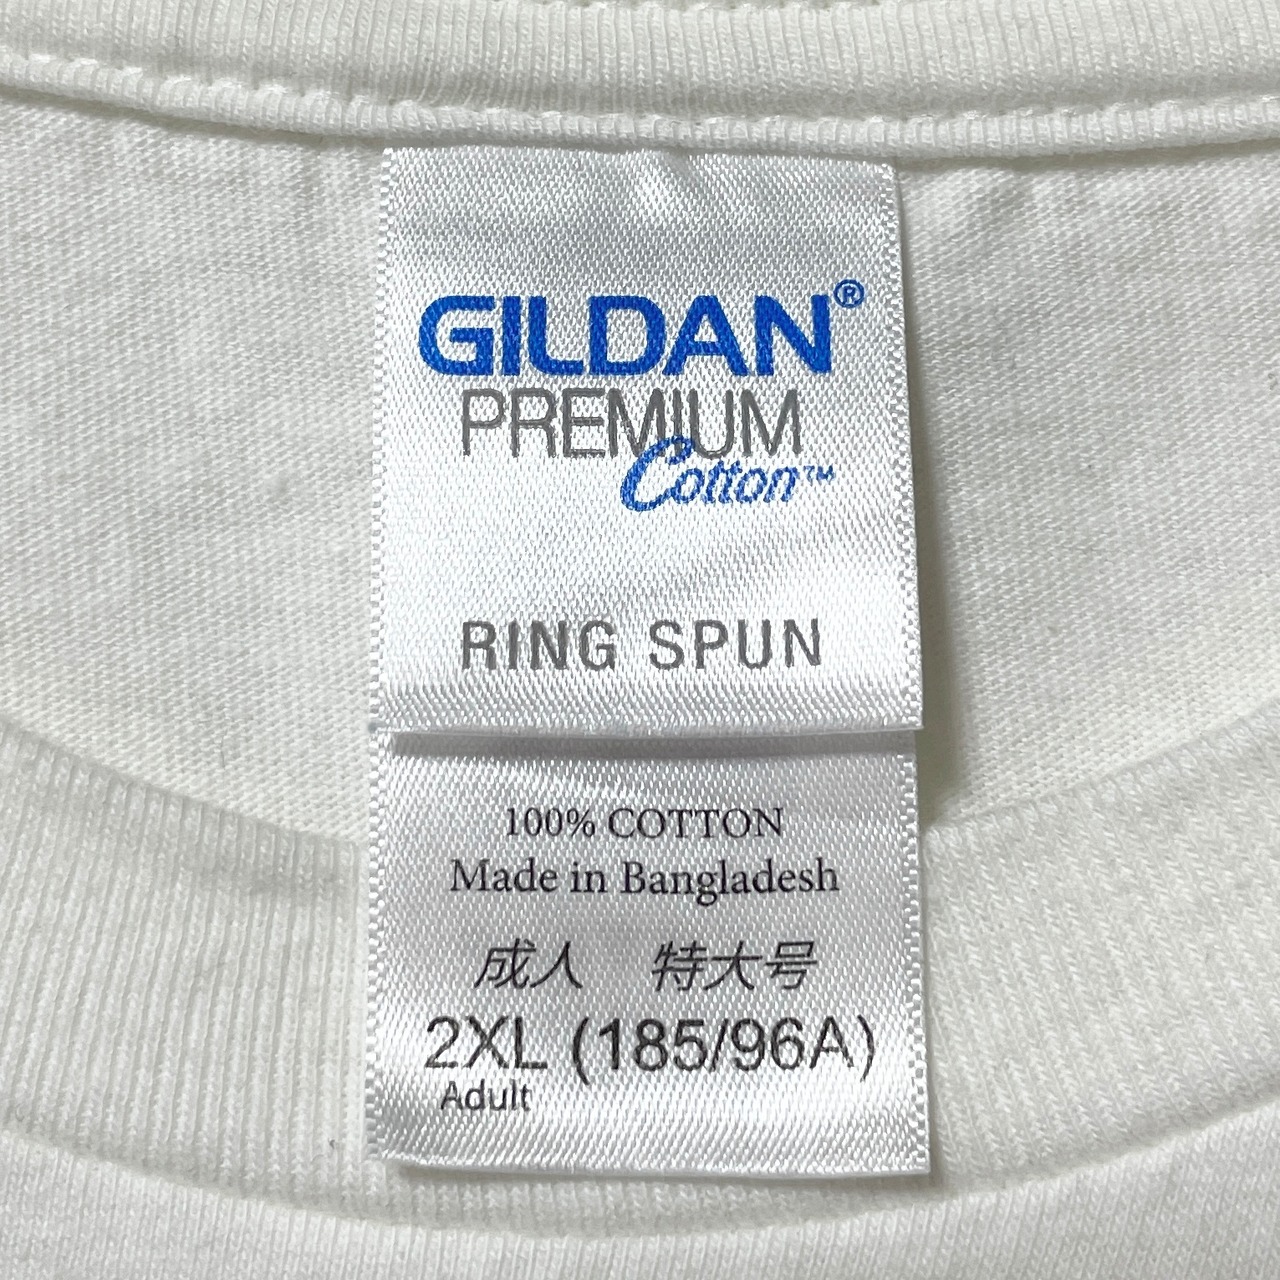 GILDAN®
PREMIUM
Cotton™
RING SPUN
100% COTTON
Made in Bangladesh
成人 特大号
2XL (185/96A)
Adult